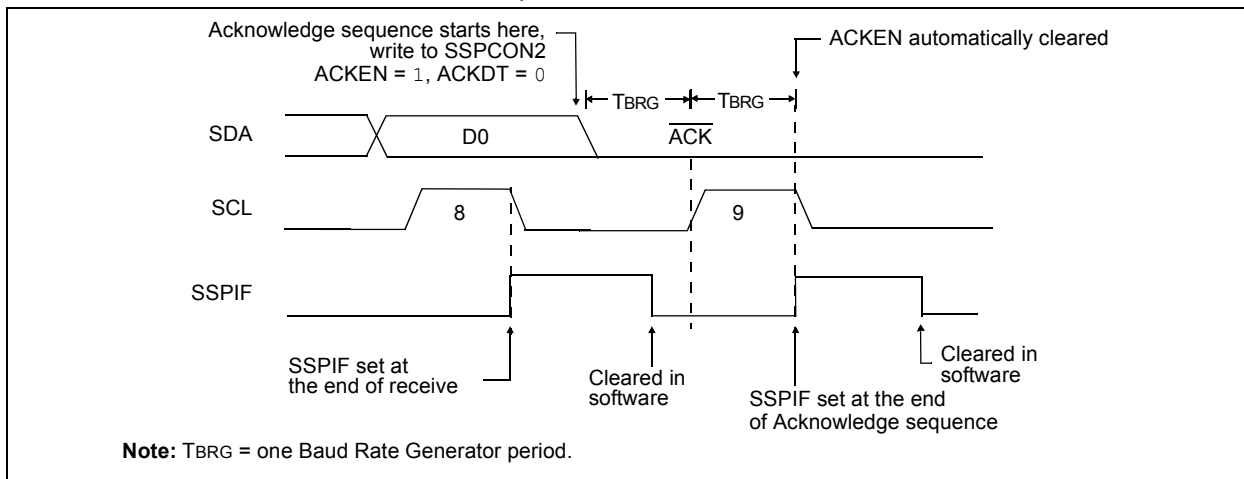 Acknowledge sequence starts here,
write to SSPCON2
ACKEN = 1, ACKDT = 0
ACKEN automatically cleared
TBRG
TBRG
SDA
D0
ACK
SCL
8
9
SSPIF
SSPIF set at
the end of receive
Cleared in
software
SSPIF set at the end
of Acknowledge sequence
Cleared in
software
Note: TBRG = one Baud Rate Generator period.